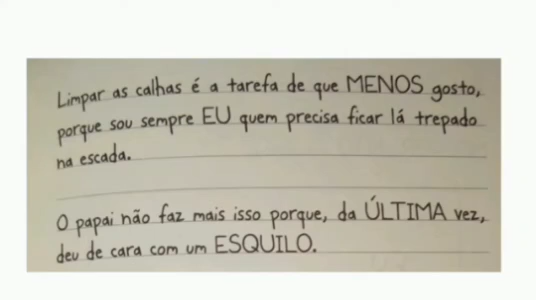 Limpar as calhas é a tarefa de que MENOS gosto,
porque sou sempre EU quem precisa ficar lá trepado
na escada.
O papai não faz mais isso porque, da ÚLTIMA vez,
deu de cara com um ESQUILO.